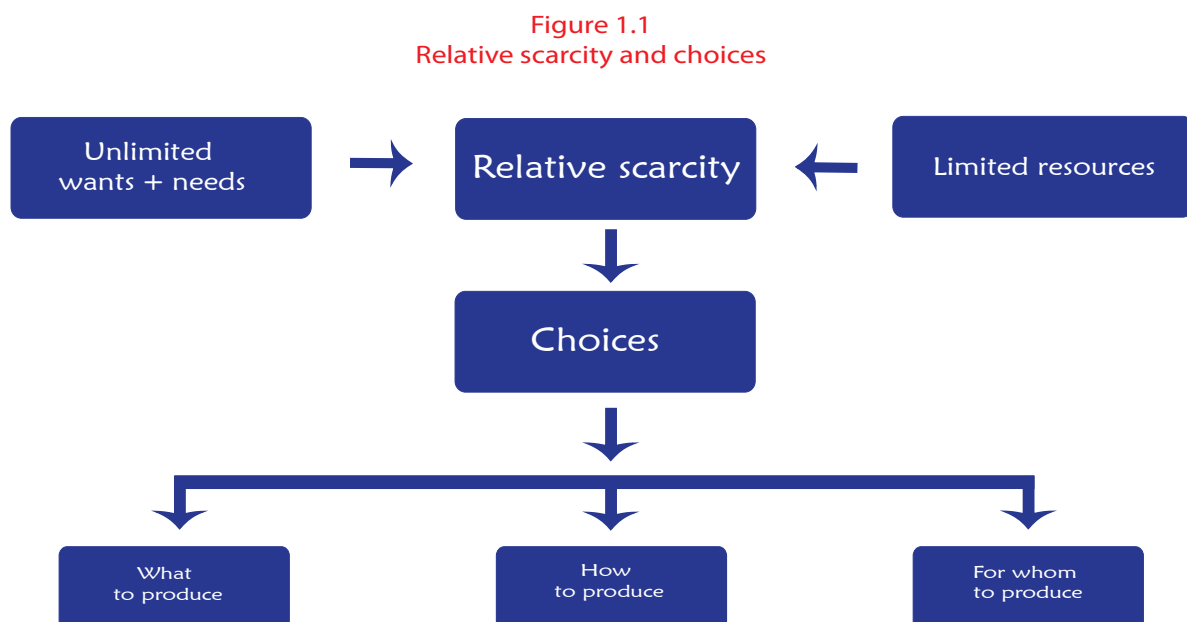 Figure 1.1
Relative scarcity and choices
Unlimited
wants + needs
Relative scarcity
Limited resources
Choices
What
to produce
How
to produce
For whom
to produce